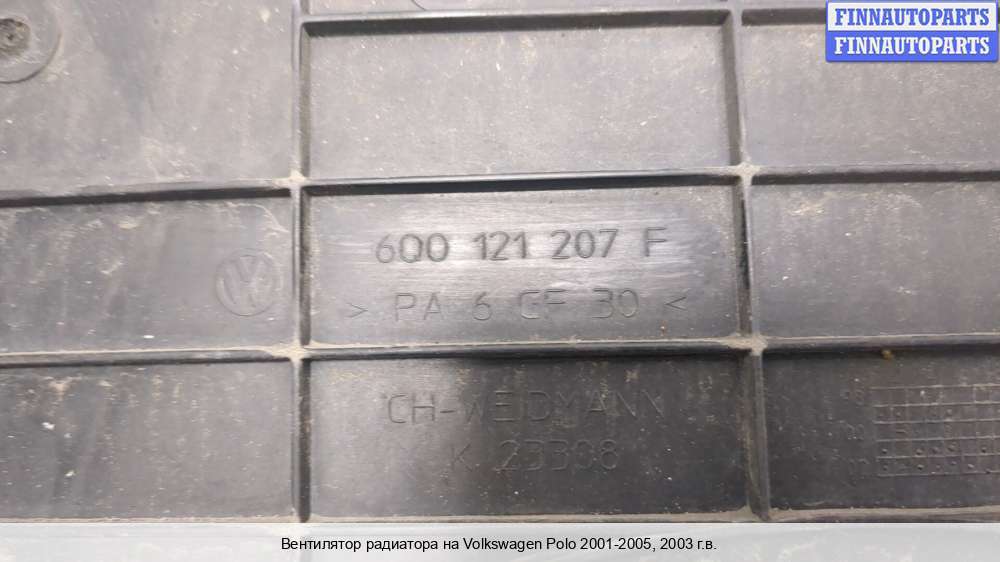 FINNAUTOPARTS
FINNAUTOPARTS
6Q0 121 207 F
> PA 6 GF 30 <
CH-WEIDMANN
K 23308
Вентилятор радиатора на Volkswagen Polo 2001-2005, 2003 г.в.